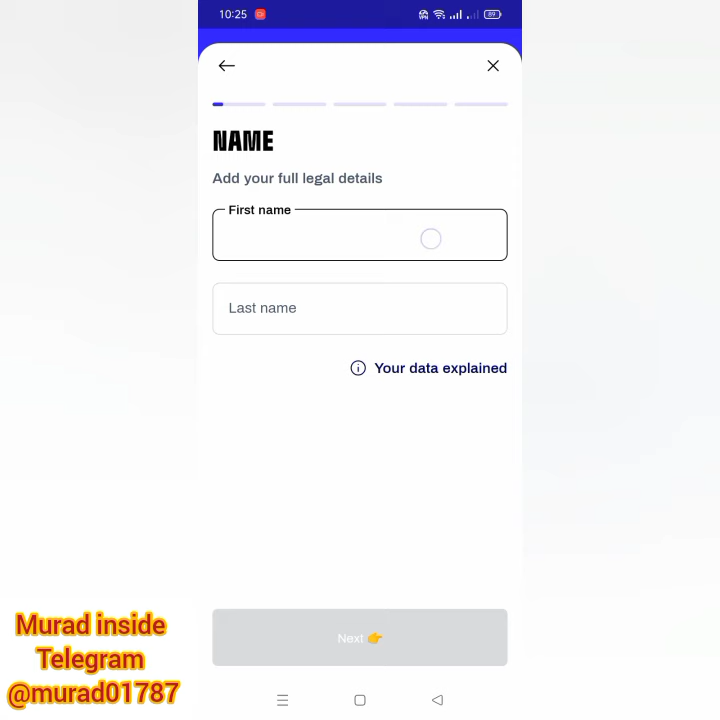 10:25
89
NAME
Add your full legal details
First name
Last name
Your data explained
Next 👉
Murad inside
Telegram
@murad01787